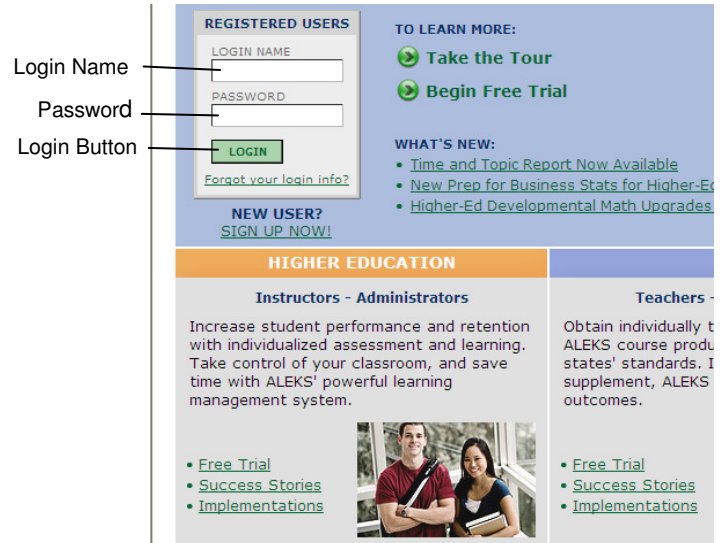 Login Name
Password
Login Button
REGISTERED USERS
LOGIN NAME
PASSWORD
LOGIN
Forgot your login info?
NEW USER?
SIGN UP NOW!
TO LEARN MORE:
Take the Tour
Begin Free Trial
WHAT'S NEW:
• Time and Topic Report Now Available
• New Prep for Business Stats for Higher-Ed
• Higher-Ed Developmental Math Upgrades
HIGHER EDUCATION
Instructors - Administrators
Increase student performance and retention
with individualized assessment and learning.
Take control of your classroom, and save
time with ALEKS' powerful learning
management system.
• Free Trial
• Success Stories
• Implementations
Teachers -
Obtain individually
ALEKS course
states' standards.
supplement, ALEKS
outcomes.
• Free Trial
• Success Stories
• Implementations